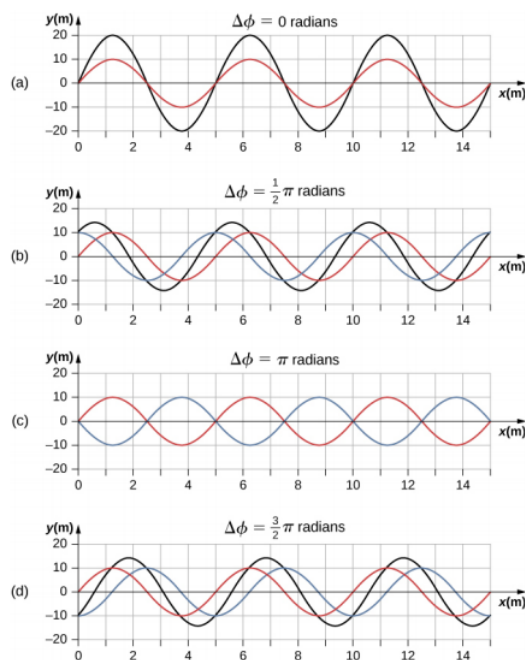 Δϕ = 0 radians
y(m)
20
10
0
−10
−20
(a)
x(m)
0 2 4 6 8 10 12 14
Δϕ = 1/2 π radians
y(m)
20
10
0
−10
−20
(b)
x(m)
0 2 4 6 8 10 12 14
Δϕ = π radians
y(m)
20
10
0
−10
−20
(c)
x(m)
0 2 4 6 8 10 12 14
Δϕ = 3/2 π radians
y(m)
20
10
0
−10
−20
(d)
x(m)
0 2 4 6 8 10 12 14